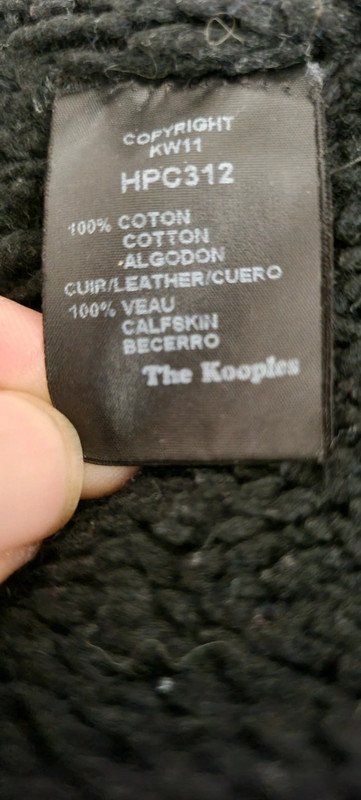 COPYRIGHT
KW11
HPC312
100% COTON
COTTON
ALGODON
CUIR/LEATHER/CUERO
100% VEAU
CALFSKIN
BECERRO
The Kooples